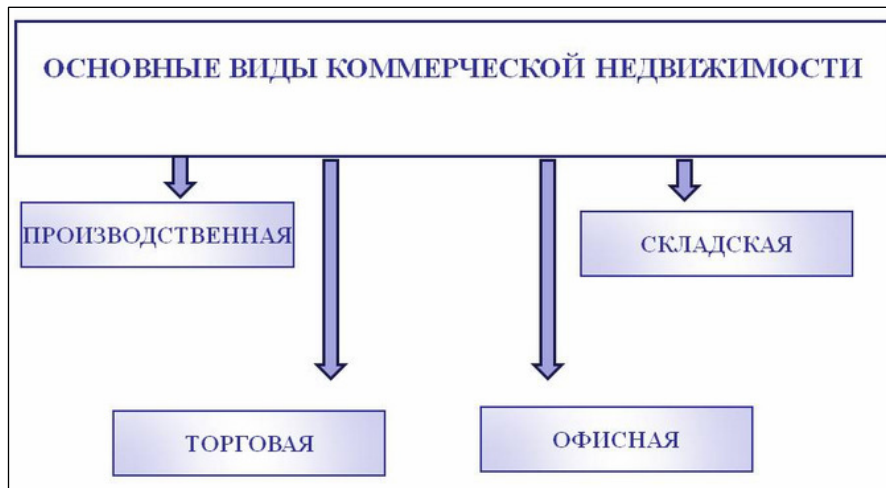 ОСНОВНЫЕ ВИДЫ КОММЕРЧЕСКОЙ НЕДВИЖИМОСТИ
ПРОИЗВОДСТВЕННАЯ
СКЛАДСКАЯ
ТОРГОВАЯ
ОФИСНАЯ